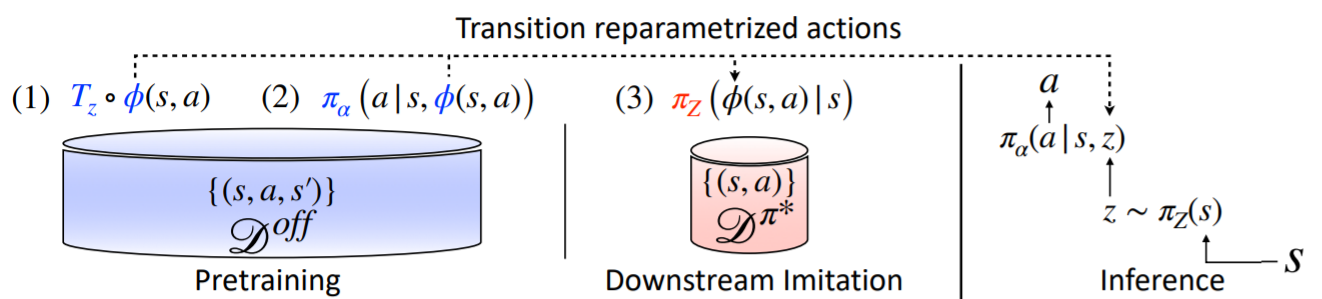 Transition reparametrized actions
(1) T_z ∘ ϕ(s, a) (2) π_α (a | s, ϕ(s, a)) (3) π_Z (ϕ(s, a) | s)
a
π_α(a | s, z)
{(s, a, s′)} {(s, a)}
𝒟^off 𝒟^π*
z ∼ π_Z(s)
s
Pretraining Downstream Imitation Inference